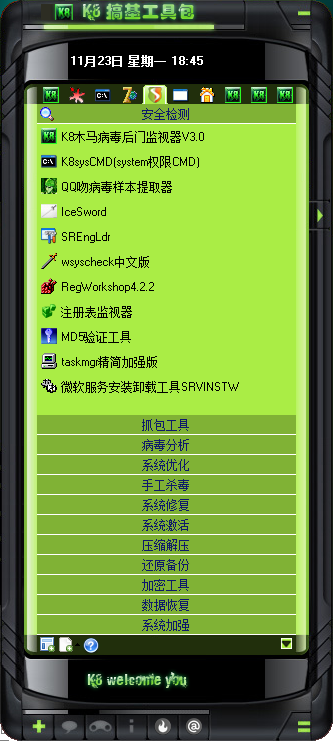 K8 搞基工具包
11月23日 星期一 18:45
安全检测
K8木马病毒后门监视器V3.0
K8sysCMD(system权限CMD)
QQ吻病毒样本提取器
IceSword
SREngLdr
wsyscheck中文版
RegWorkshop4.2.2
注册表监视器
MD5验证工具
taskmgr精简加强版
微软服务安装卸载工具SRVINSTW
抓包工具
病毒分析
系统优化
手工杀毒
系统修复
系统激活
压缩解压
还原备份
加密工具
数据恢复
系统加强
K8 welcome you